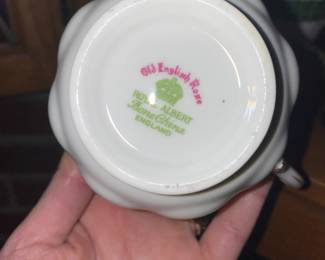 Old English Rose
ROYAL ALBERT
Bone China
ENGLAND